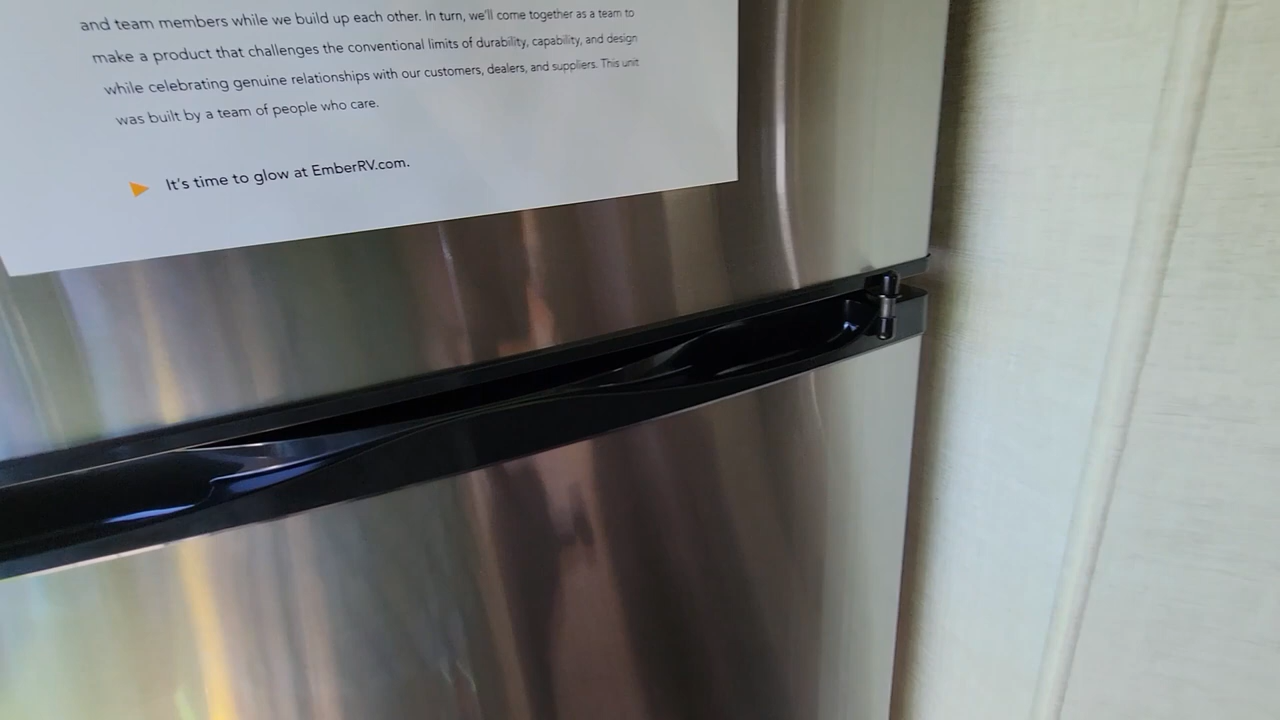 and team members while we build up each other. In turn, we'll come together as a team to
make a product that challenges the conventional limits of durability, capability, and design
while celebrating genuine relationships with our customers, dealers, and suppliers. This unit
was built by a team of people who care.
It's time to glow at EmberRV.com.